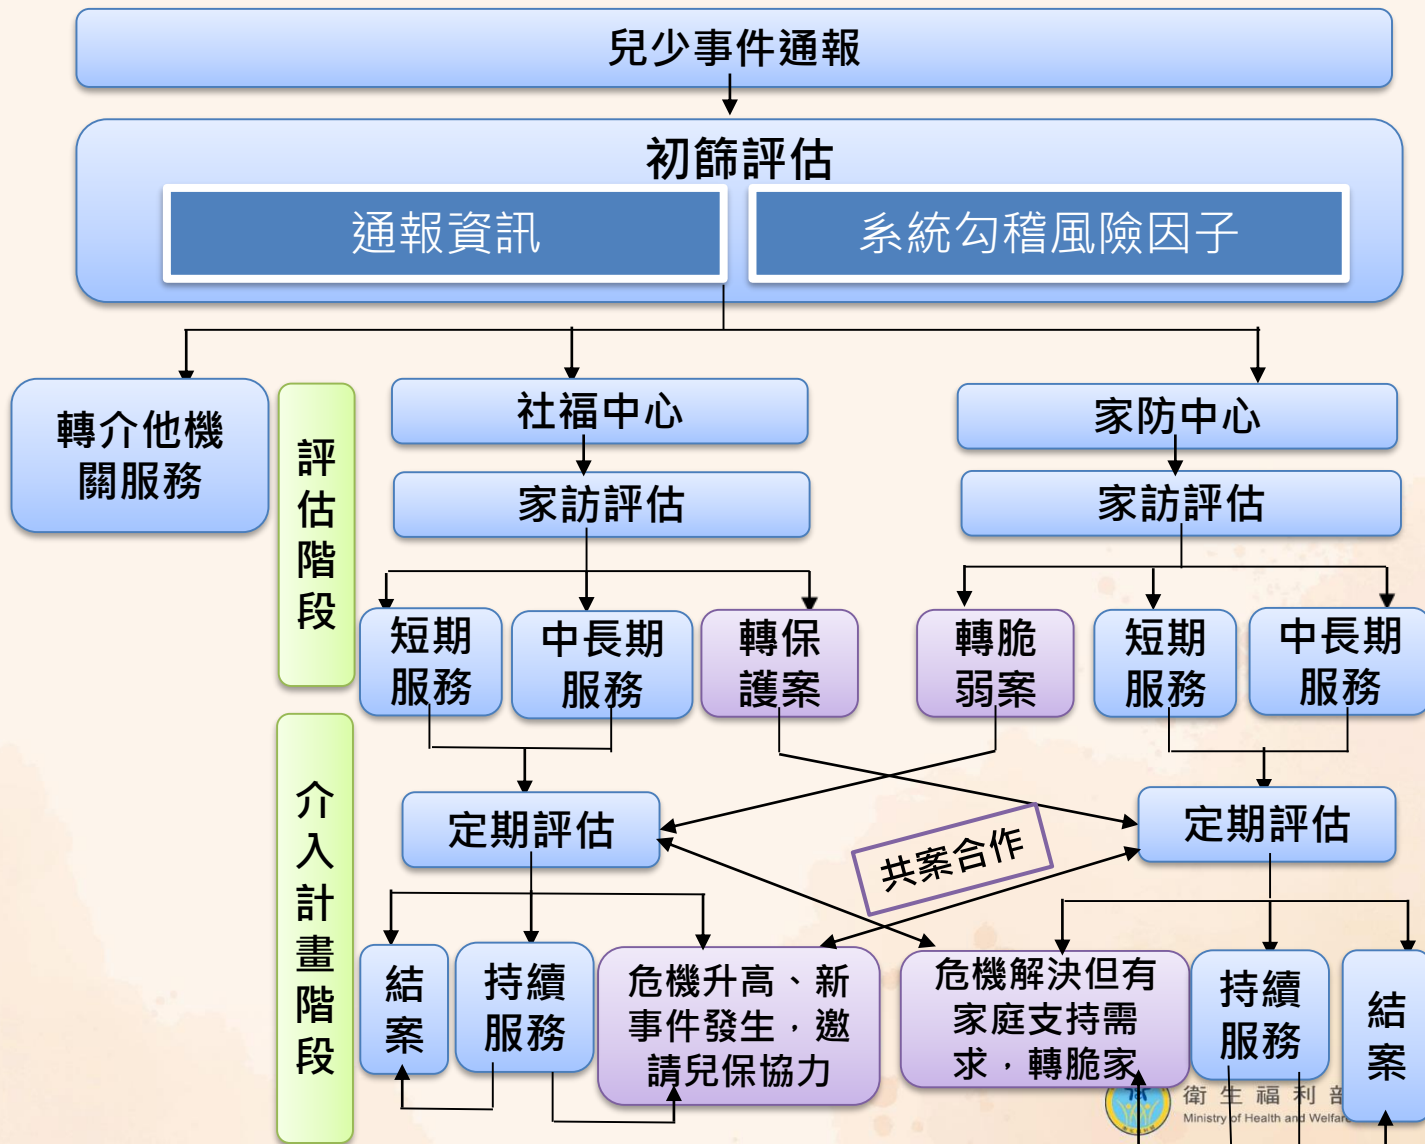 兒少事件通報
初篩評估
通報資訊
系統勾稽風險因子
轉介他機
關服務
評
估
階
段
社福中心
家防中心
家訪評估
家訪評估
短期
服務
中長期
服務
轉保
護案
轉脆
弱案
短期
服務
中長期
服務
介
入
計
畫
階
段
定期評估
定期評估
共案合作
結
案
持續
服務
危機升高、新
事件發生，邀
請兒保協力
危機解決但有
家庭支持需
求，轉脆家
持續
服務
結
案
衛生福利部
Ministry of Health and Welfare